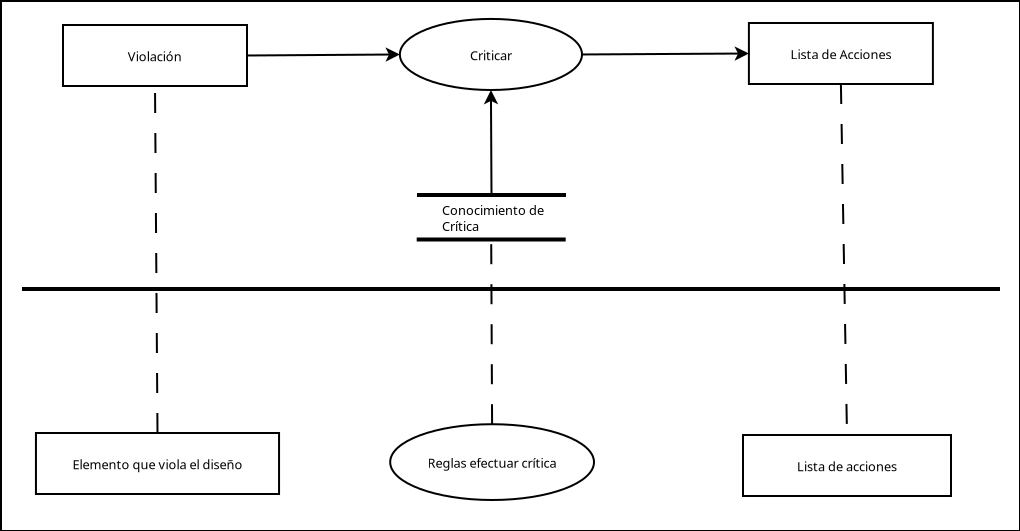 Violación
Criticar
Lista de Acciones
Conocimiento de
Crítica
Elemento que viola el diseño
Reglas efectuar crítica
Lista de acciones